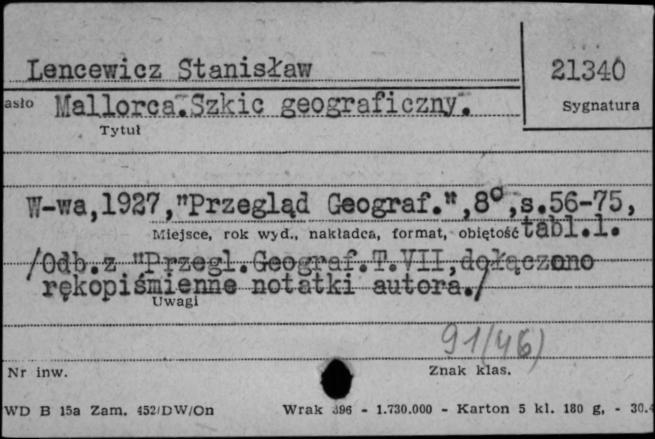 Lencewicz Stanisław
21340
asło
Mallorca.Szkic geograficzny.
Sygnatura
Tytuł
W-wa,1927,"Przegląd Geograf.",8°,s.56-75,
Miejsce, rok wyd., nakładca, format, obiętość tabl.1.
/Odb.z "Przegl.Geograf.T.VII,dołączono
rękopiśmienne notatki autora./
Uwagi
91(46)
Nr inw.
Znak klas.
WD B 15a Zam. 452/DW/On
Wrak 396 - 1.730.000 - Karton 5 kl. 180 g, - 30.4